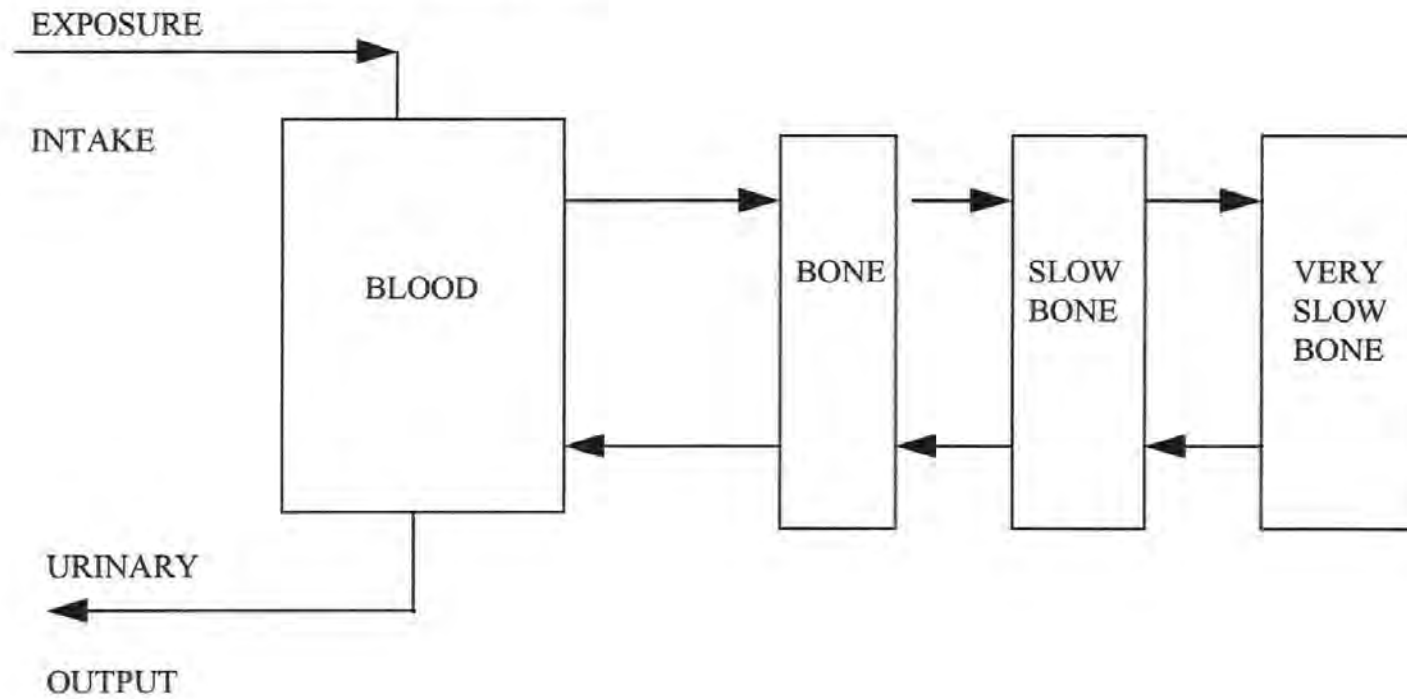 EXPOSURE
INTAKE
BLOOD
BONE
SLOW
BONE
VERY
SLOW
BONE
URINARY
OUTPUT